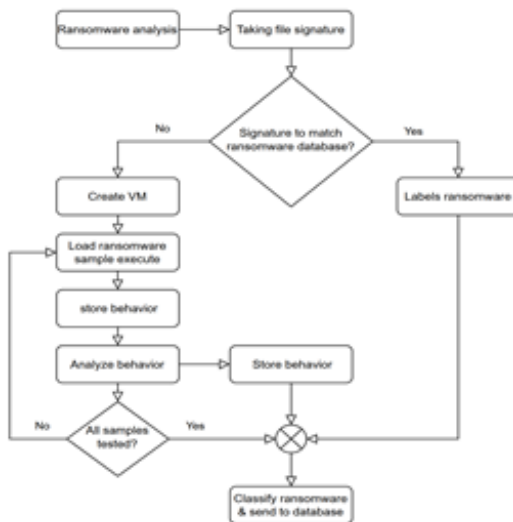 Ransomware analysis
Taking file signature
Signature to match
ransomware database?
No
Yes
Create VM
Labels ransomware
Load ransomware
sample execute
store behavior
Analyze behavior
Store behavior
No
All samples
tested?
Yes
Classify ransomware
& send to database